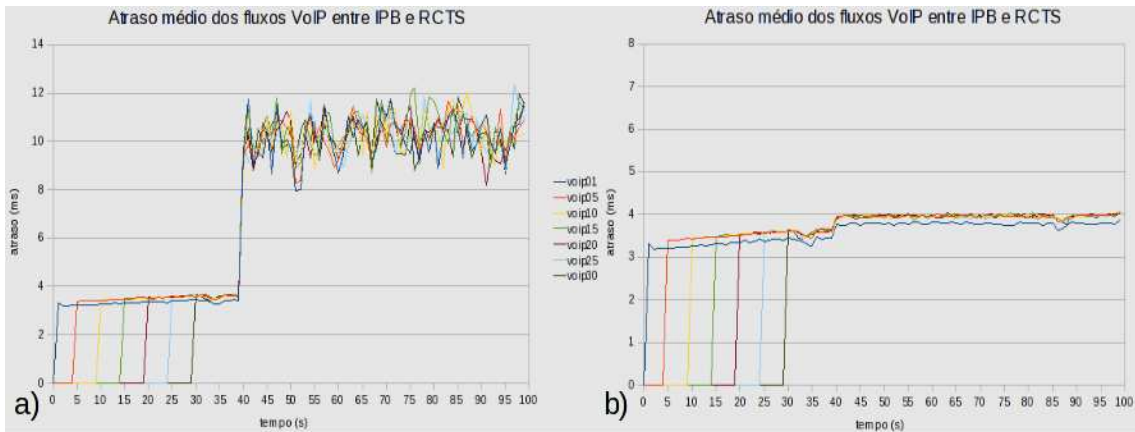 Atraso médio dos fluxos VoIP entre IPB e RCTS
14
12
10
8
6
4
2
0
atraso (ms)
0 5 10 15 20 25 30 35 40 45 50 55 60 65 70 75 80 85 90 95 100
tempo (s)
a)
voip01
voip05
voip10
voip15
voip20
voip25
voip30
Atraso médio dos fluxos VoIP entre IPB e RCTS
8
7
6
5
4
3
2
1
0
atraso (ms)
0 5 10 15 20 25 30 35 40 45 50 55 60 65 70 75 80 85 90 95 100
tempo (s)
b)